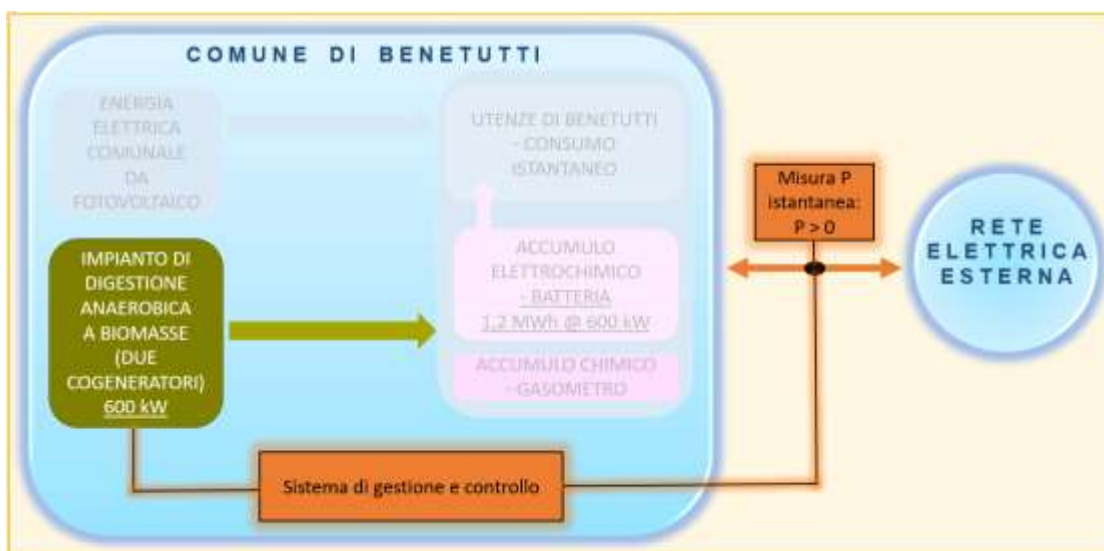 COMUNE DI BENETUTTI
ENERGIA
ELETTRICA
COMUNALE
DA
FOTOVOLTAICO
UTENZE DI BENETUTTI
- CONSUMO
ISTANTANEO
Misura P
istantanea:
P > 0
RETE
ELETTRICA
ESTERNA
IMPIANTO DI
DIGESTIONE
ANAEROBICA
A BIOMASSE
(DUE
COGENERATORI)
600 kW
ACCUMULO
ELETTROCHIMICO
- BATTERIA
1,2 MWh @ 600 kW
ACCUMULO CHIMICO
- GASOMETRO
Sistema di gestione e controllo